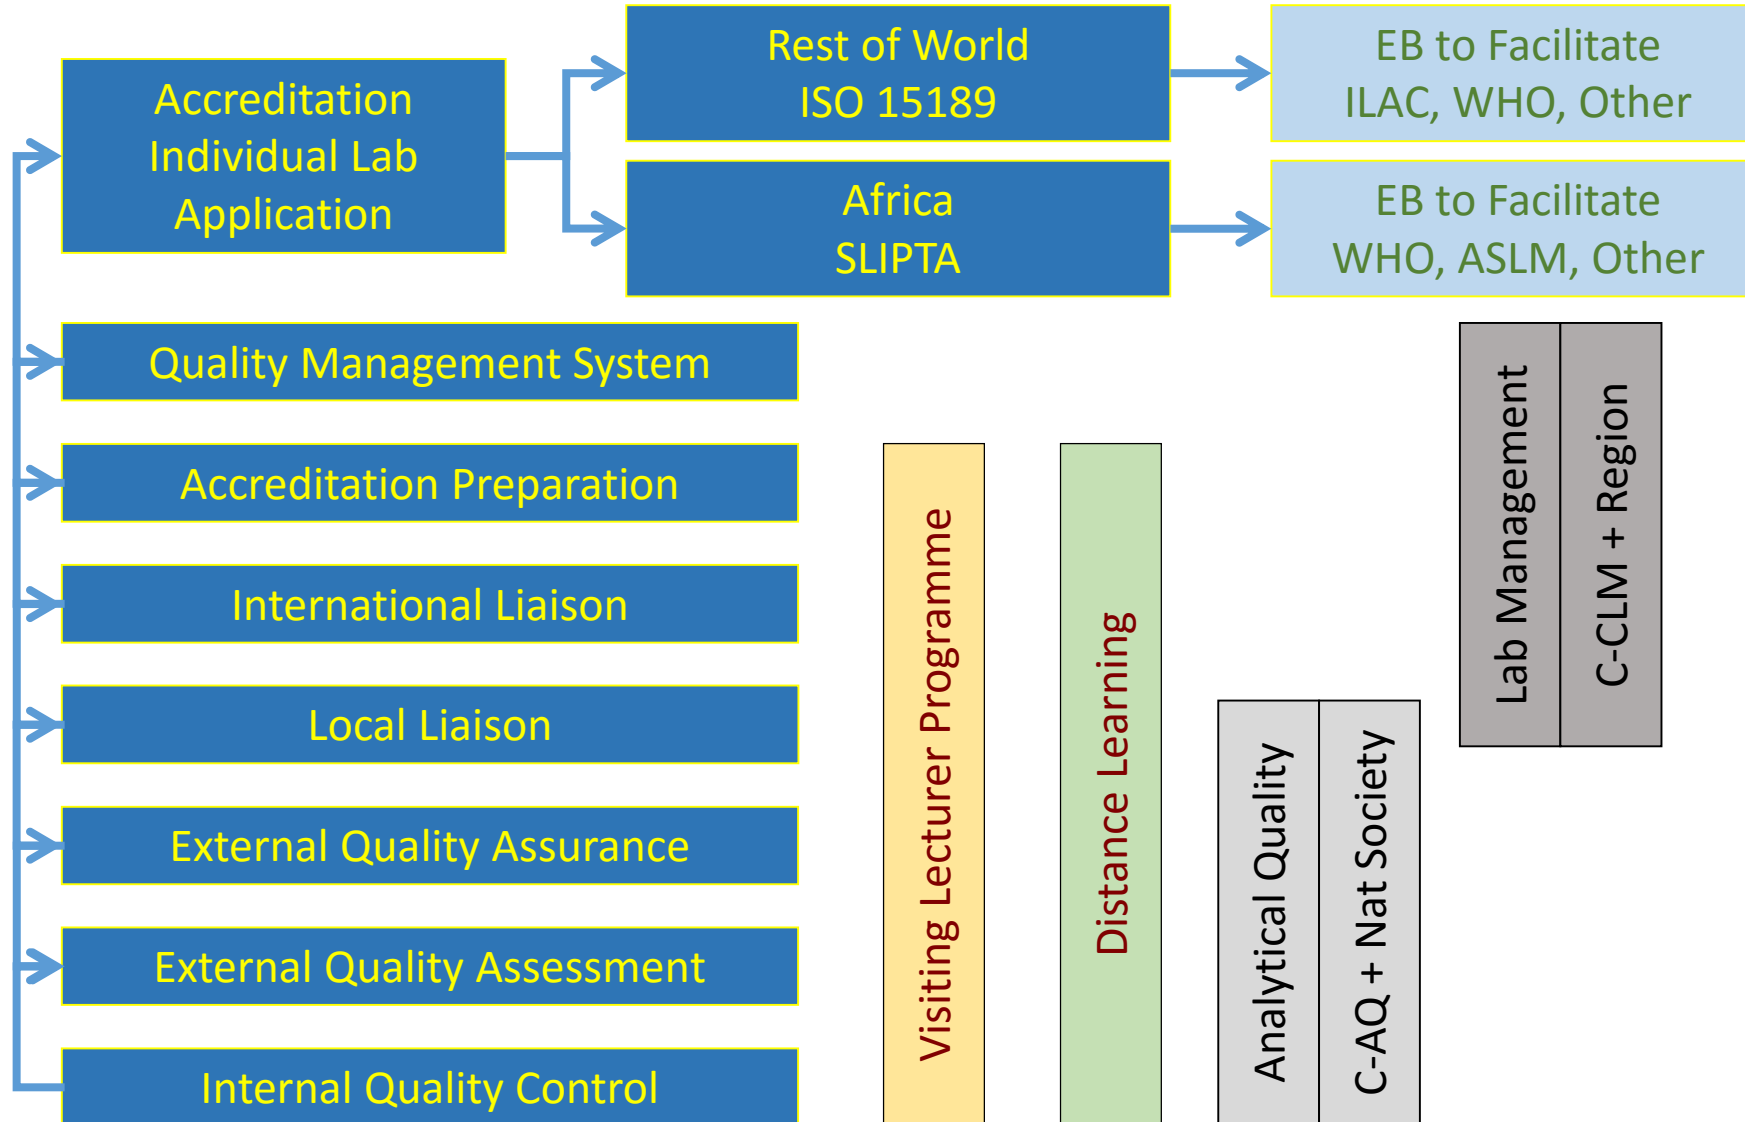 Accreditation
Individual Lab
Application
Rest of World
ISO 15189
EB to Facilitate
ILAC, WHO, Other
Africa
SLIPTA
EB to Facilitate
WHO, ASLM, Other
Quality Management System
Accreditation Preparation
International Liaison
Local Liaison
External Quality Assurance
External Quality Assessment
Internal Quality Control
Visiting Lecturer Programme
Distance Learning
Analytical Quality
C-AQ + Nat Society
Lab Management
C-CLM + Region